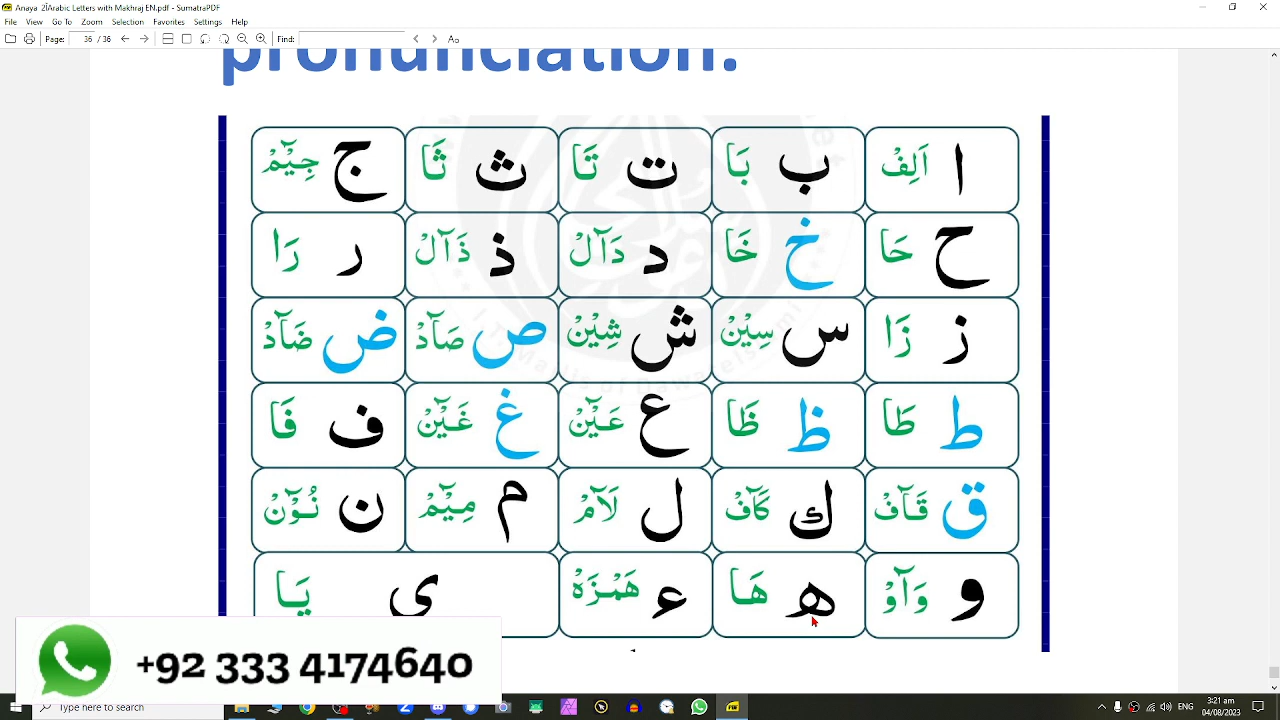 Anaya 2 Arabic Letters with Makhraj EN.pdf - SumatraPDF
File View Go To Zoom Selection Favorites Settings Help
Page: 36 / 36 Find:
pronunciation.
ا اَلِفْ ب بَا ت تَا ث ثَا ج جِيْٓمْ
ح حَا خ خَا د دَآلْ ذ ذَآلْ ر رَا
ز زَا س سِيْٓنْ ش شِيْٓنْ ص صَآدْ ض ضَآدْ
ط طَا ظ ظَا ع عَيْٓنْ غ غَيْٓنْ ف فَا
ق قَآفْ ك كَآفْ ل لَآمْ م مِيْٓمْ ن نُوْٓنْ
و وَآوْ ھ هَا ء هَمْزَهْ ی يَا
+92 333 4174640
Type here to search
3:21 am
04/08/2023